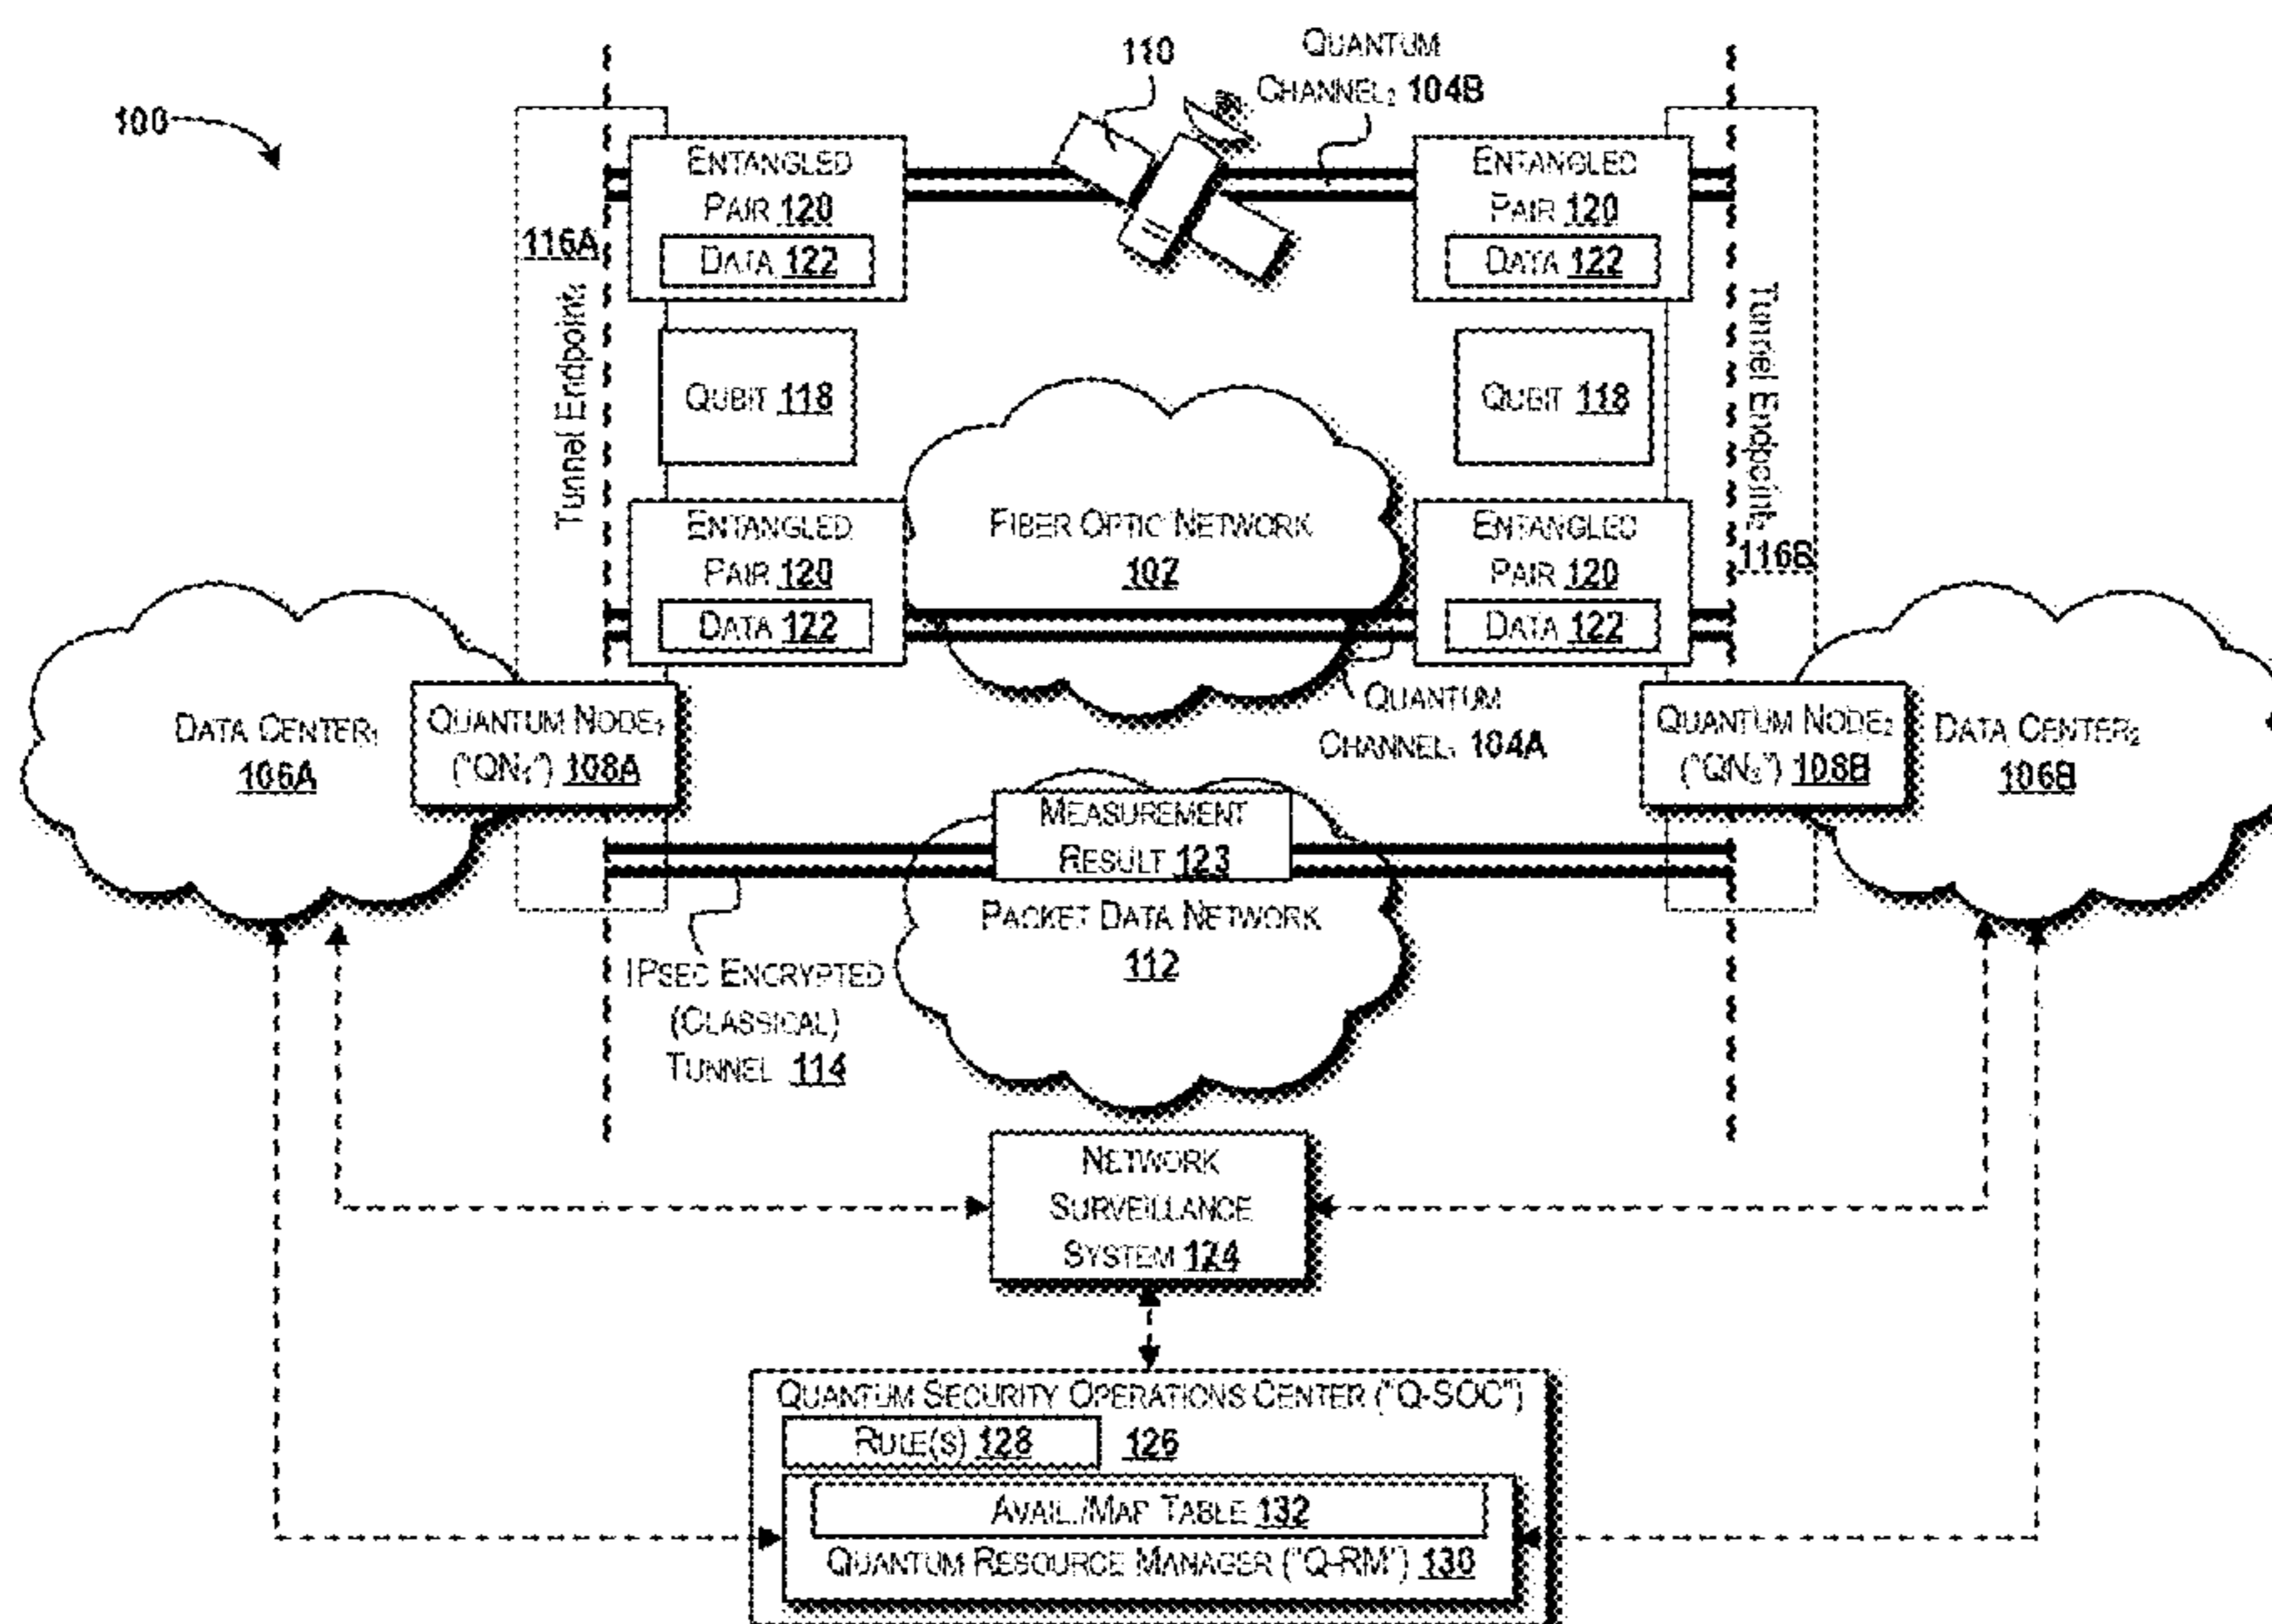 100
110
QUANTUM
CHANNEL₂ 104B
ENTANGLED
PAIR 120
DATA 122
ENTANGLED
PAIR 120
DATA 122
116A
Tunnel Endpoint₁
QUBIT 118
QUBIT 118
Tunnel Endpoint₂
116B
FIBER OPTIC NETWORK
102
ENTANGLED
PAIR 120
DATA 122
ENTANGLED
PAIR 120
DATA 122
DATA CENTER₁
106A
QUANTUM NODE₁
("QN₁") 108A
QUANTUM
CHANNEL₁ 104A
QUANTUM NODE₂
("QN₂") 108B
DATA CENTER₂
106B
MEASUREMENT
RESULT 123
PACKET DATA NETWORK
112
IPSEC ENCRYPTED
(CLASSICAL)
TUNNEL 114
NETWORK
SURVEILLANCE
SYSTEM 124
QUANTUM SECURITY OPERATIONS CENTER ("Q-SOC")
RULE(S) 128
126
AVAIL./MAP TABLE 132
QUANTUM RESOURCE MANAGER ("Q-RM") 130